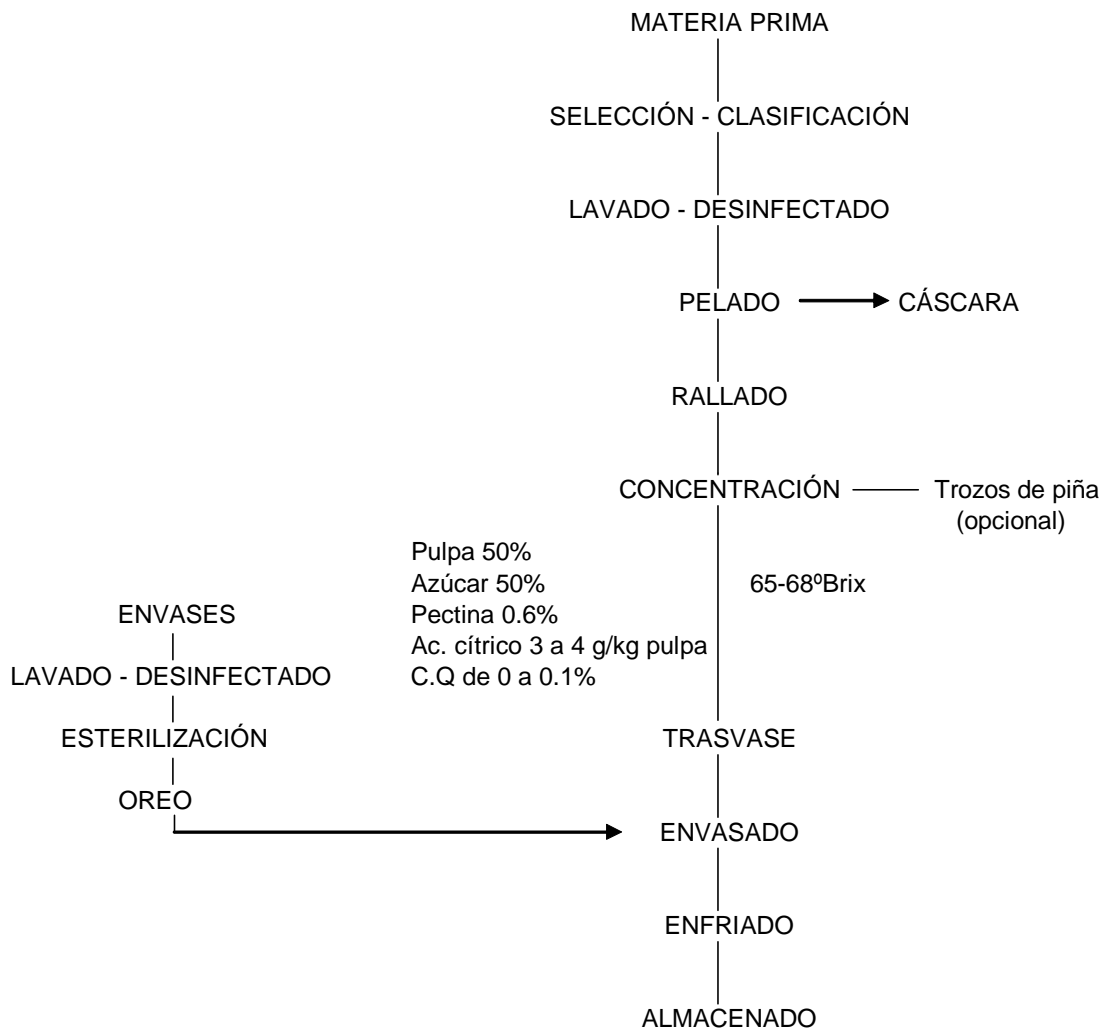 MATERIA PRIMA
SELECCIÓN - CLASIFICACIÓN
LAVADO - DESINFECTADO
PELADO
CÁSCARA
RALLADO
CONCENTRACIÓN
Trozos de piña
(opcional)
Pulpa 50%
Azúcar 50%
Pectina 0.6%
Ac. cítrico 3 a 4 g/kg pulpa
C.Q de 0 a 0.1%
65-68ºBrix
ENVASES
LAVADO - DESINFECTADO
ESTERILIZACIÓN
OREO
TRASVASE
ENVASADO
ENFRIADO
ALMACENADO